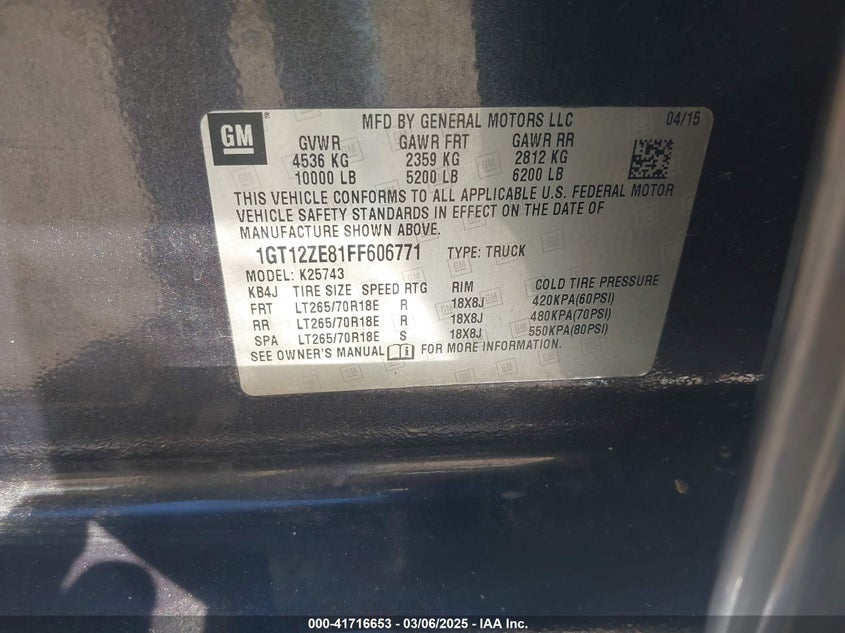 GM
MFD BY GENERAL MOTORS LLC 04/15
GVWR GAWR FRT GAWR RR
4536 KG 2359 KG 2812 KG
10000 LB 5200 LB 6200 LB
THIS VEHICLE CONFORMS TO ALL APPLICABLE U.S. FEDERAL MOTOR
VEHICLE SAFETY STANDARDS IN EFFECT ON THE DATE OF
MANUFACTURE SHOWN ABOVE.
1GT12ZE81FF606771 TYPE: TRUCK
MODEL: K25743
KB4J TIRE SIZE SPEED RTG RIM COLD TIRE PRESSURE
FRT LT265/70R18E R 18X8J 420KPA(60PSI)
RR LT265/70R18E R 18X8J 480KPA(70PSI)
SPA LT265/70R18E S 18X8J 550KPA(80PSI)
SEE OWNER'S MANUAL FOR MORE INFORMATION.
000-41716653 - 03/06/2025 - IAA Inc.